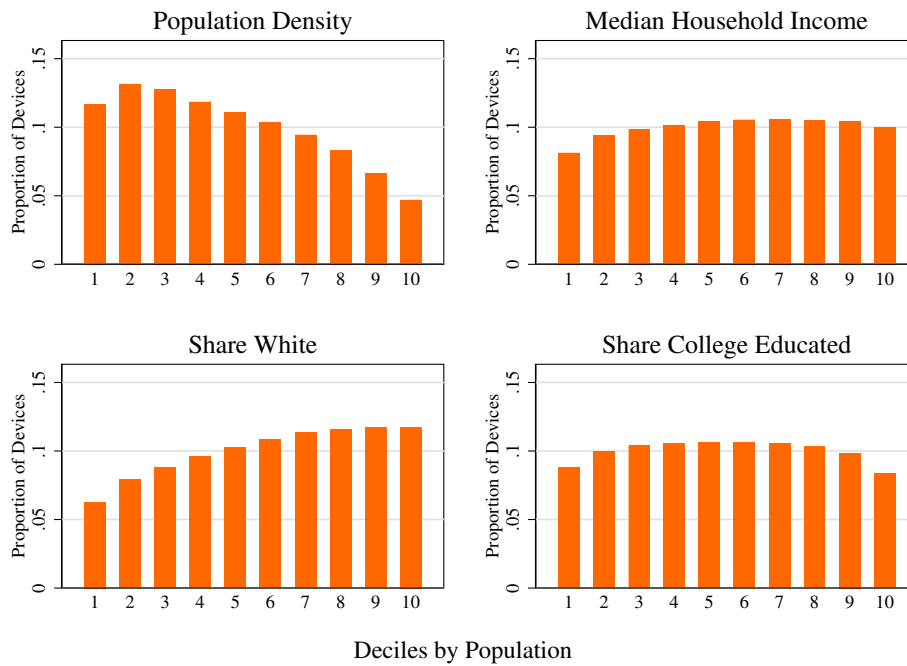 Population Density
Proportion of Devices
0 .05 .1 .15
1 2 3 4 5 6 7 8 9 10
Median Household Income
Proportion of Devices
0 .05 .1 .15
1 2 3 4 5 6 7 8 9 10
Share White
Proportion of Devices
0 .05 .1 .15
1 2 3 4 5 6 7 8 9 10
Share College Educated
Proportion of Devices
0 .05 .1 .15
1 2 3 4 5 6 7 8 9 10
Deciles by Population